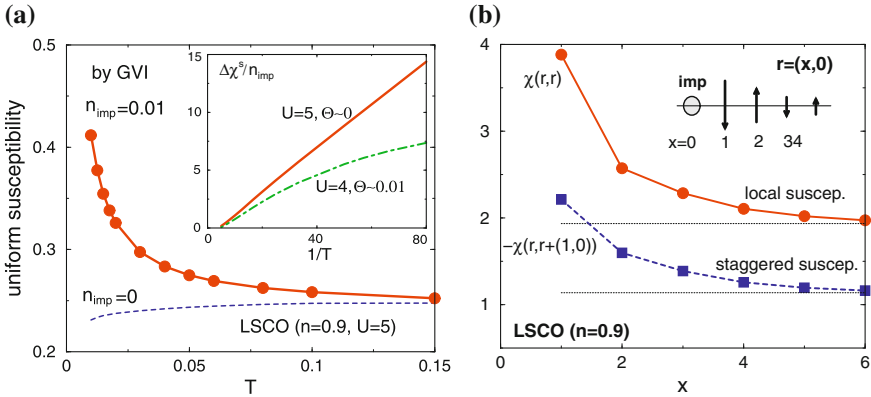 (a)
uniform susceptibility
0.5
0.4
0.3
0.2
by GVI
n_imp=0.01
n_imp=0
LSCO (n=0.9, U=5)
0 0.05 0.10 0.15
T
Δχ^s/n_imp
15
10
5
0
U=5, Θ~0
U=4,Θ~0.01
0 40 80
1/T
(b)
4
3
2
1
χ(r,r)
r=(x,0)
imp
x=0 1 2 34
local suscep.
−χ(r,r+(1,0))
staggered suscep.
LSCO (n=0.9)
0 2 4 6
x